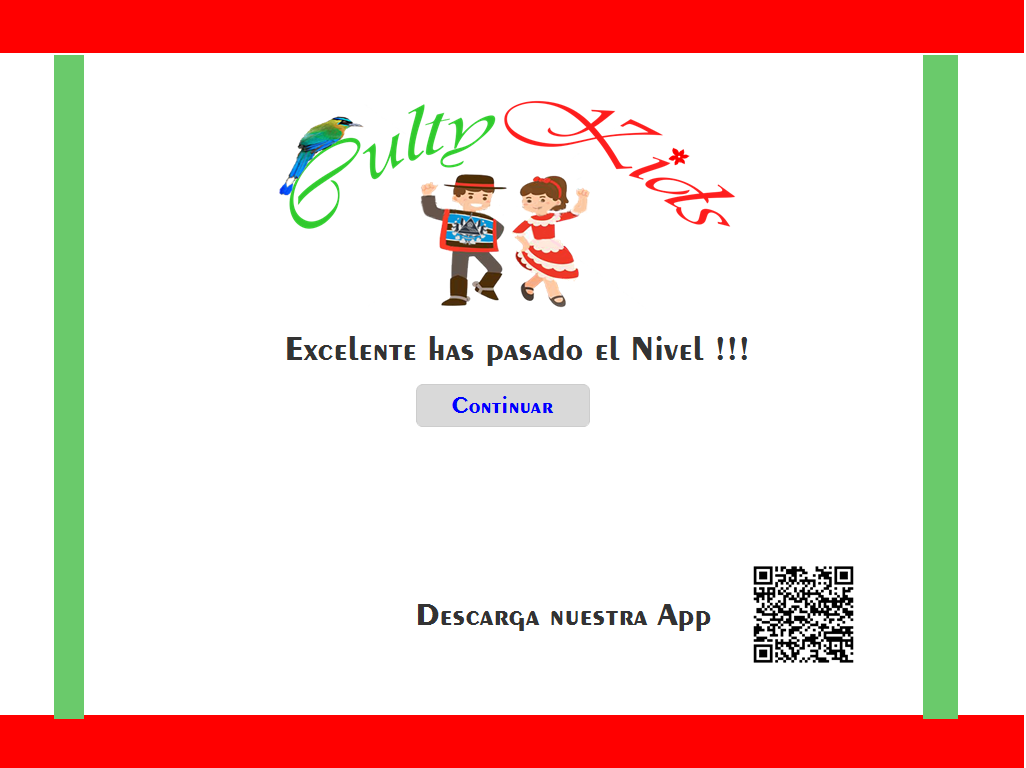 Culty Kids
Excelente has pasado el Nivel !!!
Continuar
Descarga nuestra App